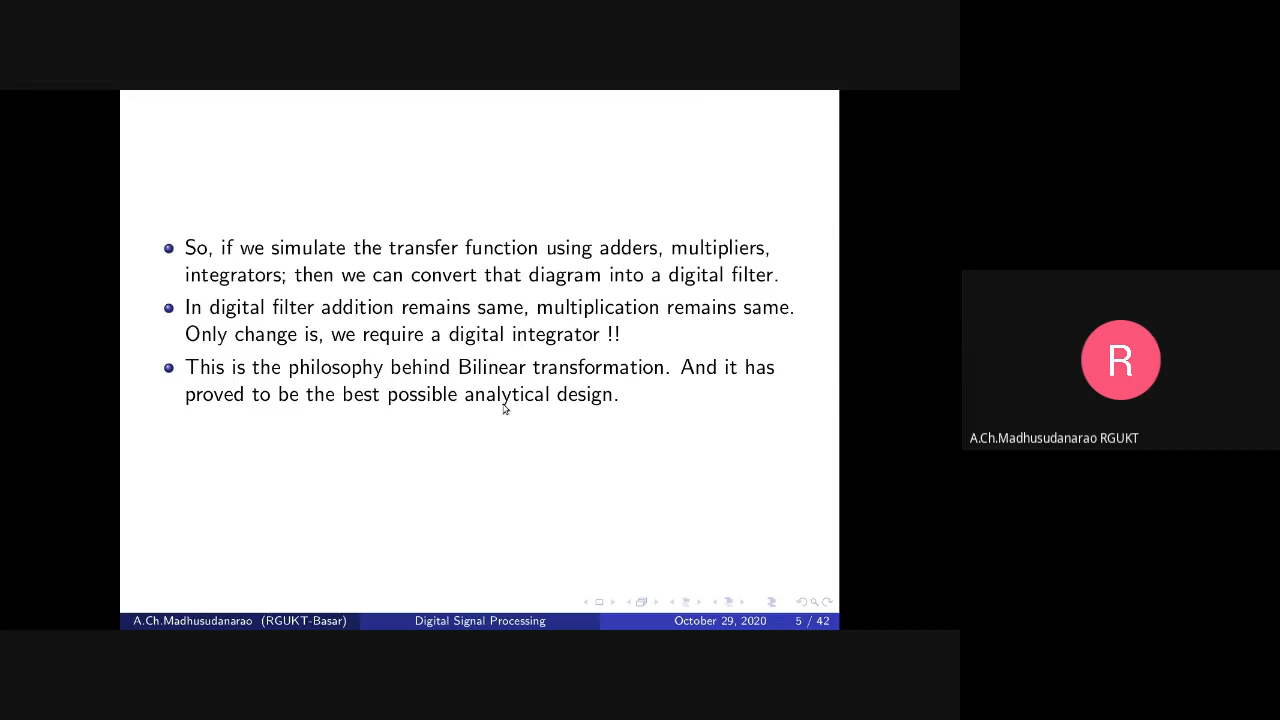 So, if we simulate the transfer function using adders, multipliers,
integrators; then we can convert that diagram into a digital filter.
In digital filter addition remains same, multiplication remains same.
Only change is, we require a digital integrator !!
This is the philosophy behind Bilinear transformation. And it has
proved to be the best possible analytical design.
A.Ch.Madhusudanarao (RGUKT-Basar) Digital Signal Processing October 29, 2020 5 / 42
R
A.Ch.Madhusudanarao RGUKT